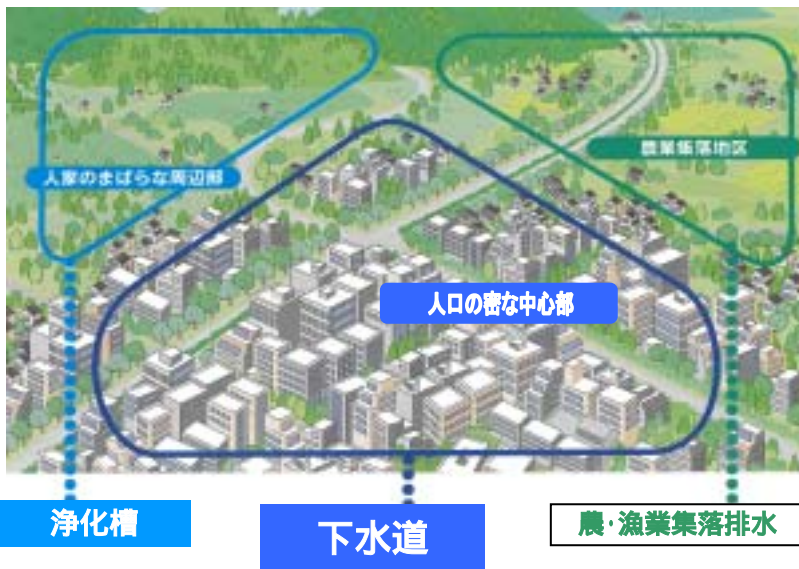 農業集落地区
人家のまばらな周辺部
人口の密な中心部
浄化槽
下水道
農・漁業集落排水